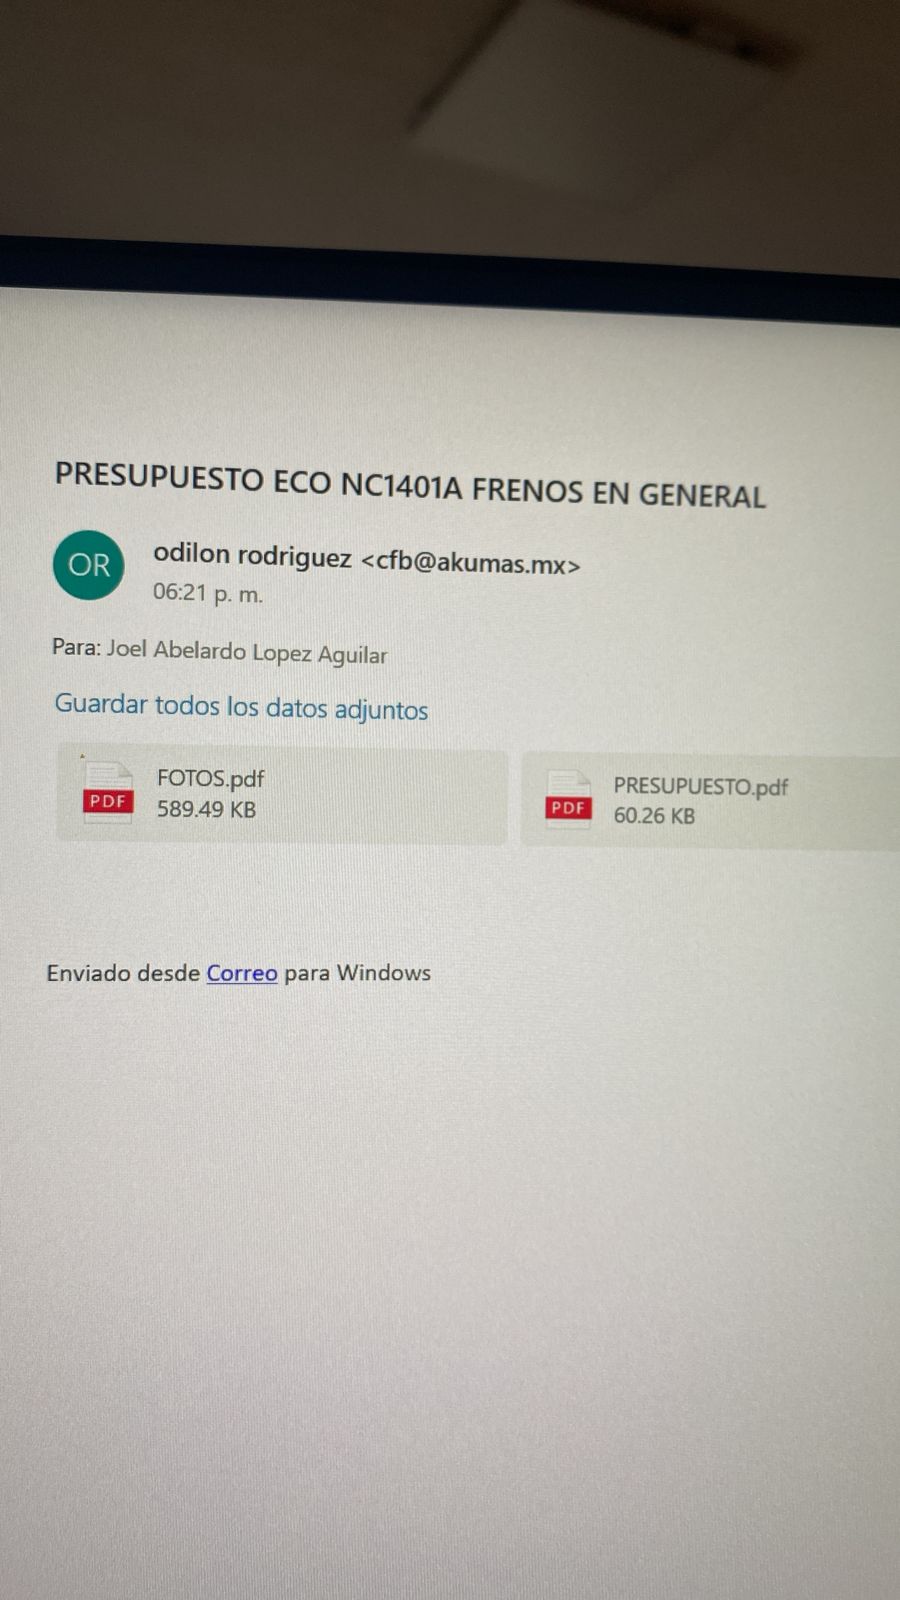 PRESUPUESTO ECO NC1401A FRENOS EN GENERAL
OR
odilon rodriguez <cfb@akumas.mx>
06:21 p. m.
Para: Joel Abelardo Lopez Aguilar
Guardar todos los datos adjuntos
PDF
FOTOS.pdf
589.49 KB
PDF
PRESUPUESTO.pdf
60.26 KB
Enviado desde Correo para Windows